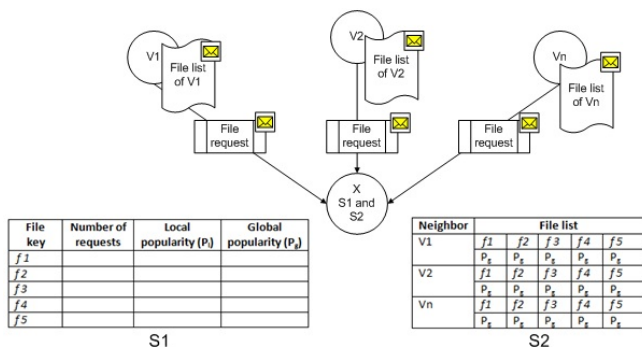 V1
File list
of V1
V2
File list
of V2
Vn
File list
of Vn
File
request
File
request
File
request
X
S1 and
S2
File key | Number of requests | Local popularity (Pl) | Global popularity (Pg)
f1
f2
f3
f4
f5
S1
Neighbor | File list
V1 | f1 | f2 | f3 | f4 | f5
Pg | Pg | Pg | Pg | Pg
V2 | f1 | f2 | f3 | f4 | f5
Pg | Pg | Pg | Pg | Pg
Vn | f1 | f2 | f3 | f4 | f5
Pg | Pg | Pg | Pg | Pg
S2